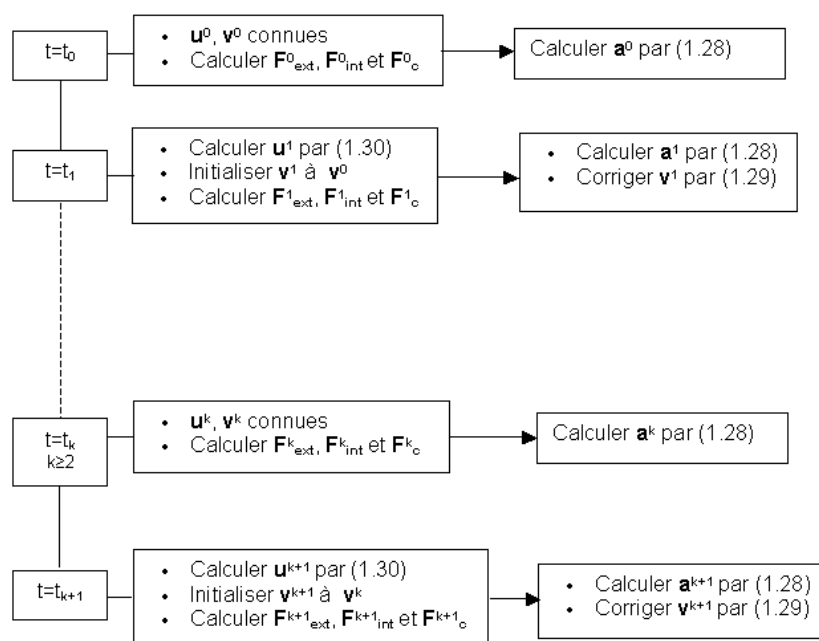 t=t₀
• u⁰, v⁰ connues
• Calculer F⁰ₑₓₜ, F⁰ᵢₙₜ et F⁰c
Calculer a⁰ par (1.28)
t=t₁
• Calculer u¹ par (1.30)
• Initialiser v¹ à v⁰
• Calculer F¹ₑₓₜ, F¹ᵢₙₜ et F¹c
• Calculer a¹ par (1.28)
• Corriger v¹ par (1.29)
t=tₖ
k≥2
• uᵏ, vᵏ connues
• Calculer Fᵏₑₓₜ, Fᵏᵢₙₜ et Fᵏc
Calculer aᵏ par (1.28)
t=tₖ₊₁
• Calculer uᵏ⁺¹ par (1.30)
• Initialiser vᵏ⁺¹ à vᵏ
• Calculer Fᵏ⁺¹ₑₓₜ, Fᵏ⁺¹ᵢₙₜ et Fᵏ⁺¹c
• Calculer aᵏ⁺¹ par (1.28)
• Corriger vᵏ⁺¹ par (1.29)